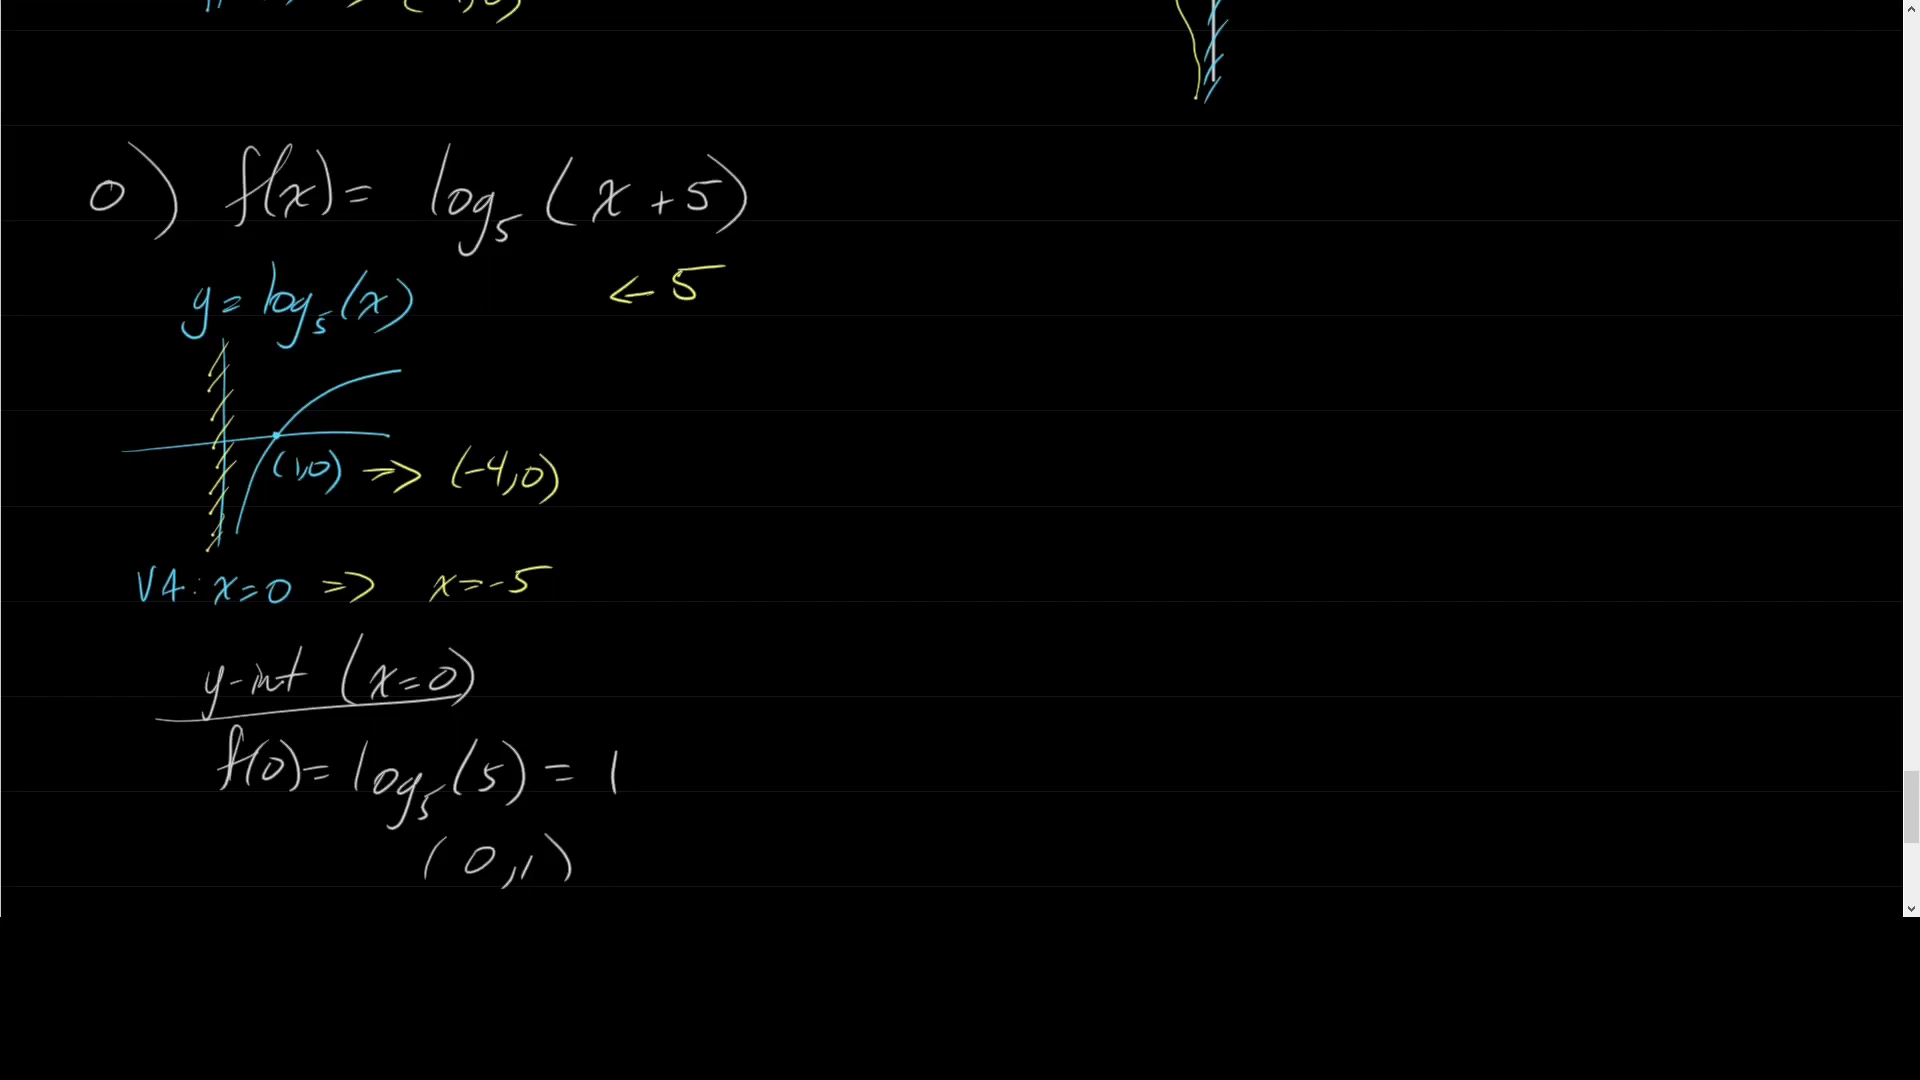 o) f(x) = log₅(x+5)
y = log₅(x) ← 5
(1,0) => (-4,0)
VA: x=0 => x=-5
y-int (x=0)
f(0) = log₅(5) = 1
(0,1)